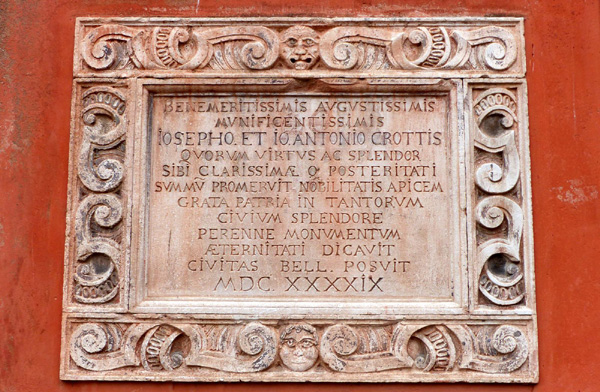 BENEMERITISSIMIS AVGVSTISSIMIS
MVNIFICENTISSIMIS
IOSEPHO. ET IO. ANTONIO CROTTIS
QVORVM VIRTVS AC SPLENDOR
SIBI CLARISSIMÆ Q POSTERITATI
SVMMV PROMERVIT NOBILITATIS APICEM
GRATA PATRIA IN TANTORVM
CIVIVM SPLENDORE
PERENNE MONVMENTVM
ÆTERNITATI DICAVIT
CIVITAS BELL. POSVIT
MDC XXXXIX